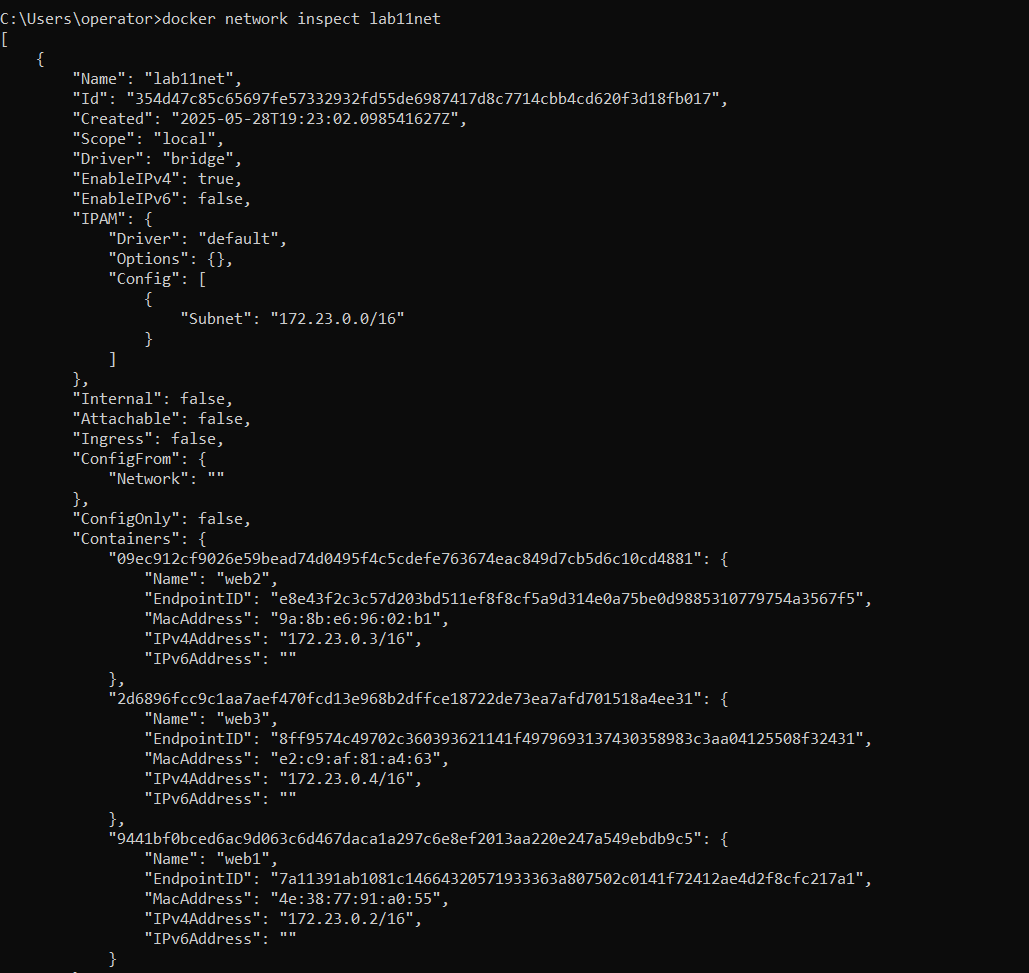 C:\Users\operator>docker network inspect lab11net
[
    {
        "Name": "lab11net",
        "Id": "354d47c85c65697fe57332932fd55de6987417d8c7714cbb4cd620f3d18fb017",
        "Created": "2025-05-28T19:23:02.098541627Z",
        "Scope": "local",
        "Driver": "bridge",
        "EnableIPv4": true,
        "EnableIPv6": false,
        "IPAM": {
            "Driver": "default",
            "Options": {},
            "Config": [
                {
                    "Subnet": "172.23.0.0/16"
                }
            ]
        },
        "Internal": false,
        "Attachable": false,
        "Ingress": false,
        "ConfigFrom": {
            "Network": ""
        },
        "ConfigOnly": false,
        "Containers": {
            "09ec912cf9026e59bead74d0495f4c5cdefe763674eac849d7cb5d6c10cd4881": {
                "Name": "web2",
                "EndpointID": "e8e43f2c3c57d203bd511ef8f8cf5a9d314e0a75be0d9885310779754a3567f5",
                "MacAddress": "9a:8b:e6:96:02:b1",
                "IPv4Address": "172.23.0.3/16",
                "IPv6Address": ""
            },
            "2d6896fcc9c1aa7aef470fcd13e968b2dffce18722de73ea7afd701518a4ee31": {
                "Name": "web3",
                "EndpointID": "8ff9574c49702c360393621141f4979693137430358983c3aa04125508f32431",
                "MacAddress": "e2:c9:af:81:a4:63",
                "IPv4Address": "172.23.0.4/16",
                "IPv6Address": ""
            },
            "9441bf0bced6ac9d063c6d467daca1a297c6e8ef2013aa220e247a549ebdb9c5": {
                "Name": "web1",
                "EndpointID": "7a11391ab1081c14664320571933363a807502c0141f72412ae4d2f8cfc217a1",
                "MacAddress": "4e:38:77:91:a0:55",
                "IPv4Address": "172.23.0.2/16",
                "IPv6Address": ""
            }